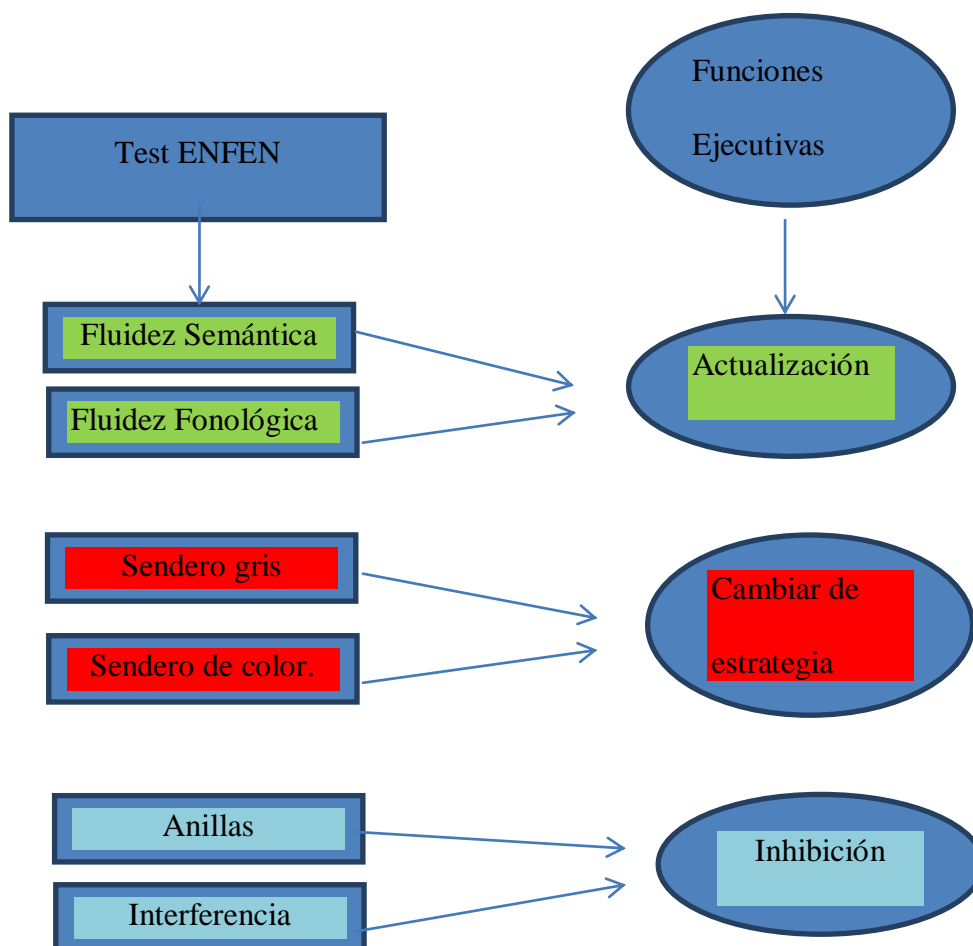 Funciones
Ejecutivas
Test ENFEN
Fluidez Semántica
Actualización
Fluidez Fonológica
Sendero gris
Cambiar de
estrategia
Sendero de color.
Anillas
Inhibición
Interferencia